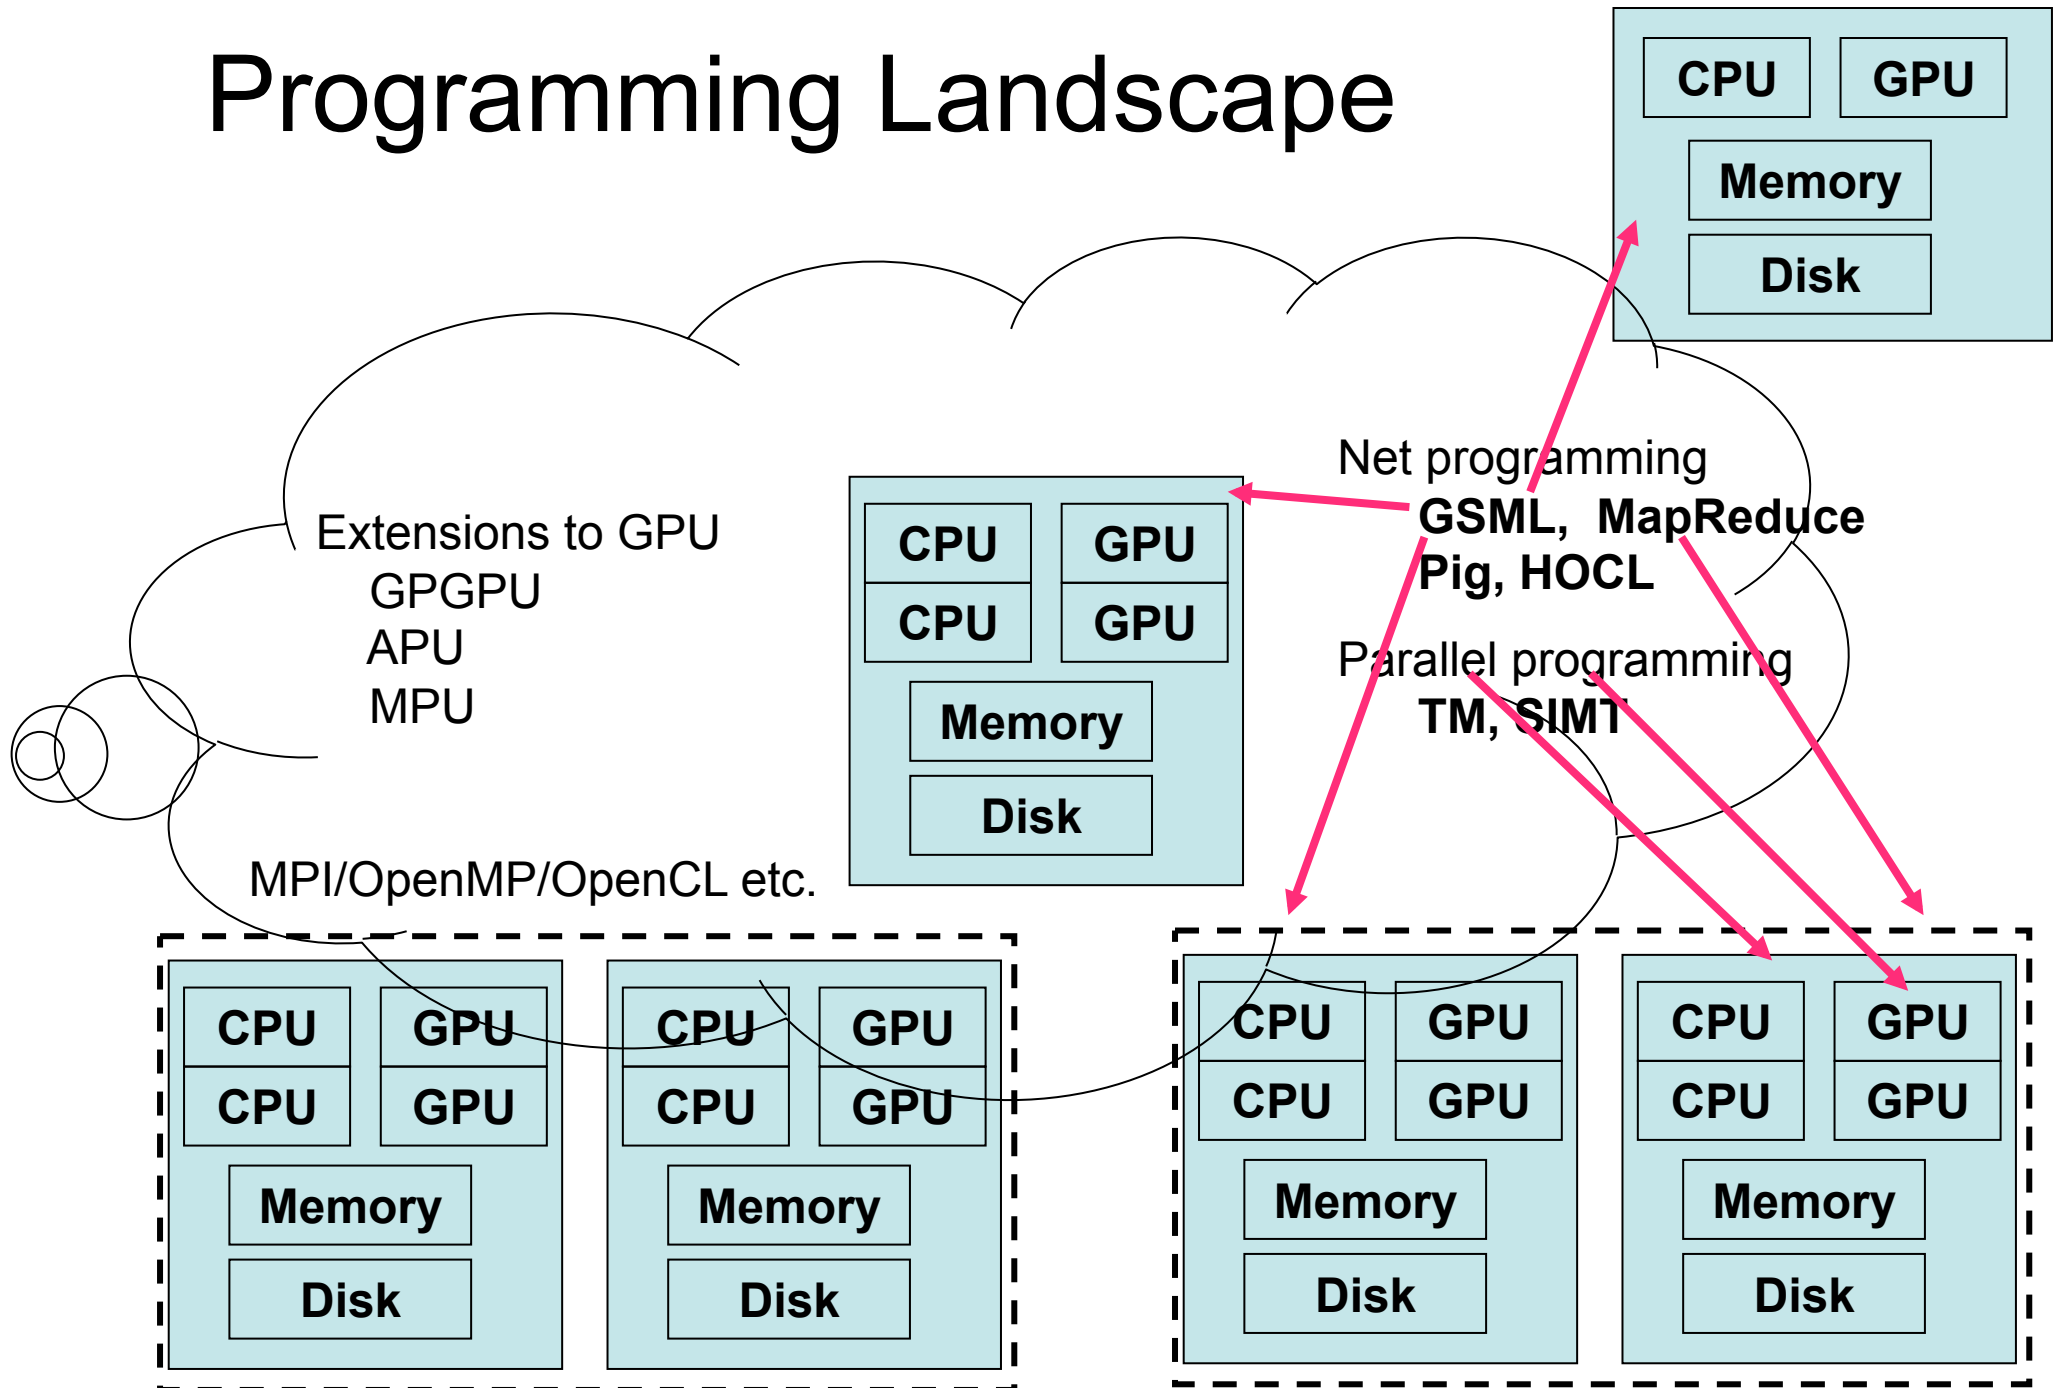 Programming Landscape
CPU GPU
Memory
Disk
Extensions to GPU
GPGPU
APU
MPU
CPU GPU
CPU GPU
Memory
Disk
Net programming
GSML, MapReduce
Pig, HOCL
Parallel programming
TM, SIMT
MPI/OpenMP/OpenCL etc.
CPU GPU
CPU GPU
Memory
Disk
CPU GPU
CPU GPU
Memory
Disk
CPU GPU
CPU GPU
Memory
Disk
CPU GPU
CPU GPU
Memory
Disk